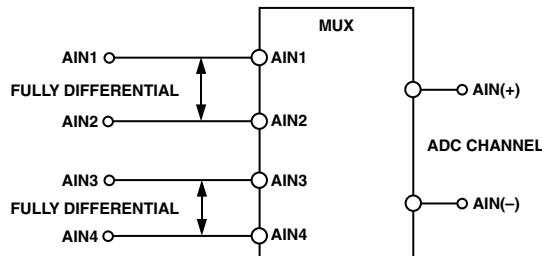 MUX
AIN1
AIN1
FULLY DIFFERENTIAL
AIN(+)
AIN2
AIN2
ADC CHANNEL
AIN3
AIN3
FULLY DIFFERENTIAL
AIN(–)
AIN4
AIN4